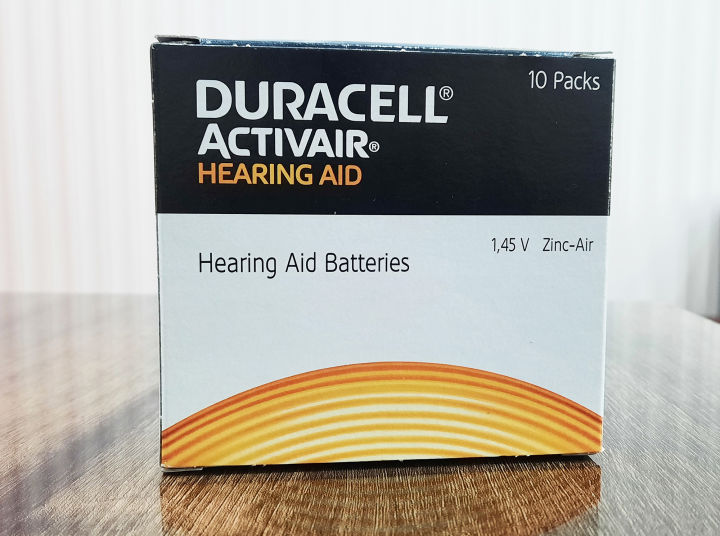 10 Packs
DURACELL®
ACTIVAIR®
HEARING AID
1,45 V Zinc-Air
Hearing Aid Batteries